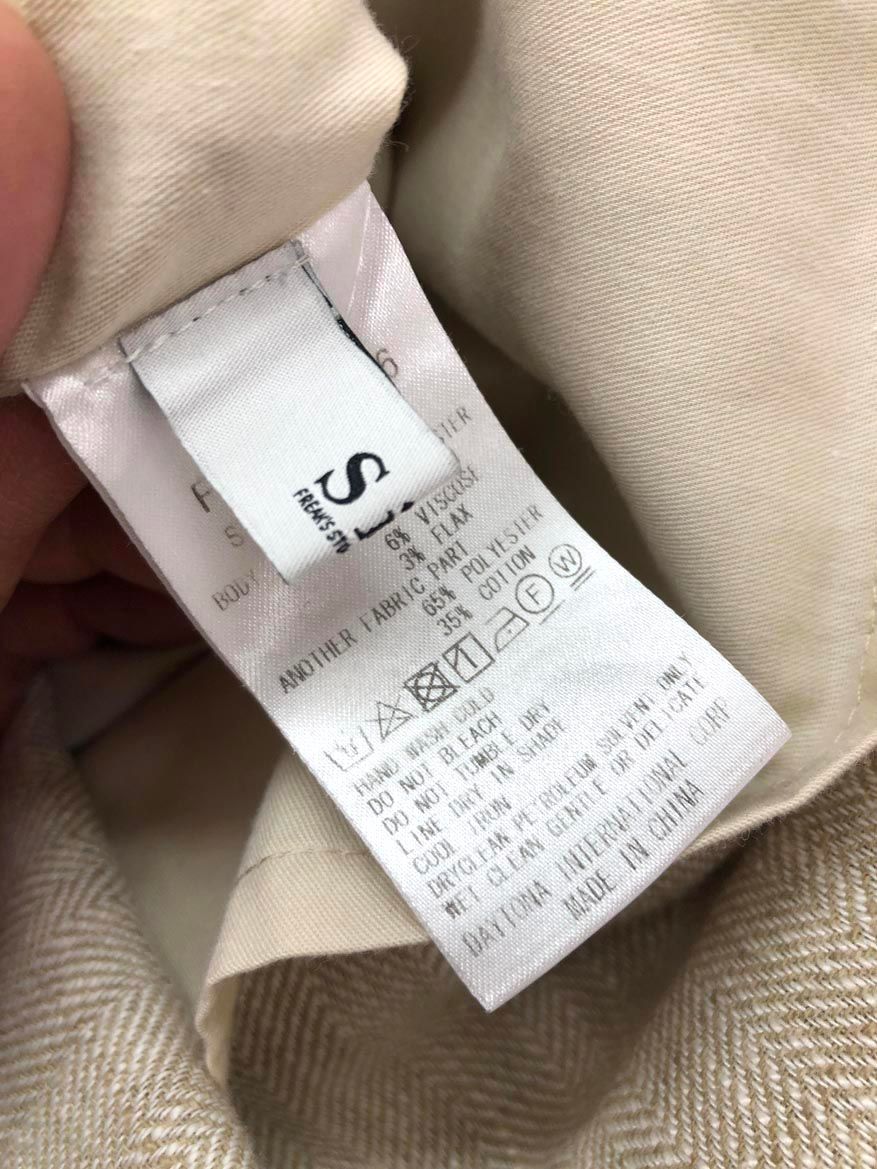 S
FREAK'S STO
6
F
S
BODY
6% VISCOSE
3% FLAX
ANOTHER FABRIC PART
65% POLYESTER
35% COTTON
F W
HAND WASH COLD
DO NOT BLEACH
DO NOT TUMBLE DRY
LINE DRY IN SHADE
COOL IRON
DRYCLEAN PETROLEUM SOLVENT ONLY
WET CLEAN GENTLE OR DELICATE
DAYTONA INTERNATIONAL CORP
MADE IN CHINA